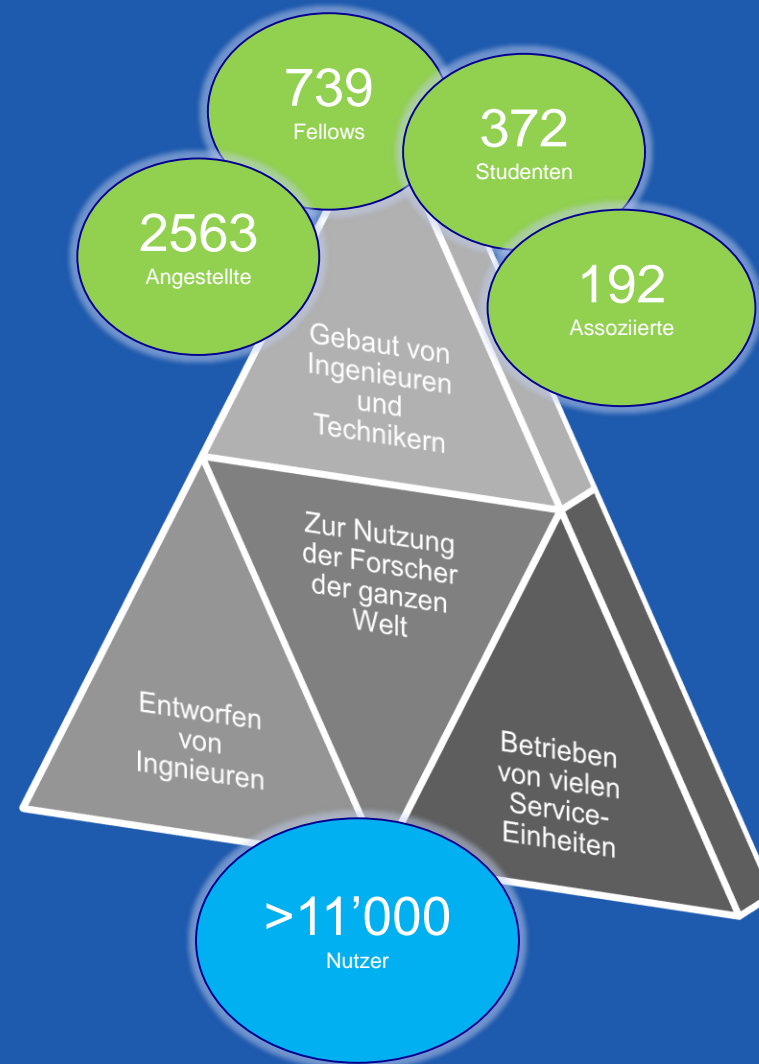 739
Fellows
372
Studenten
2563
Angestellte
192
Assoziierte
Gebaut von
Ingenieuren
und
Technikern
Zur Nutzung
der Forscher
der ganzen
Welt
Entworfen
von
Ingnieuren
Betrieben
von vielen
Service-
Einheiten
>11’000
Nutzer